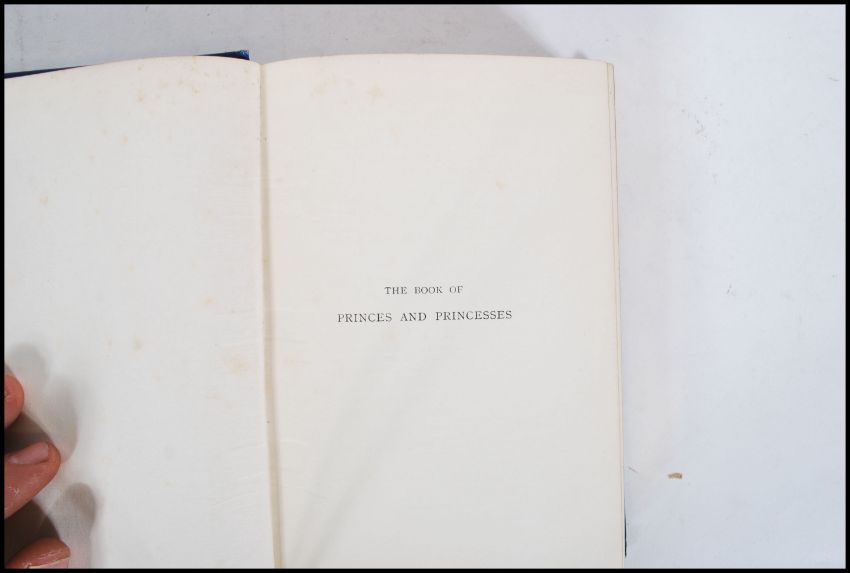 THE BOOK OF
PRINCES AND PRINCESSES